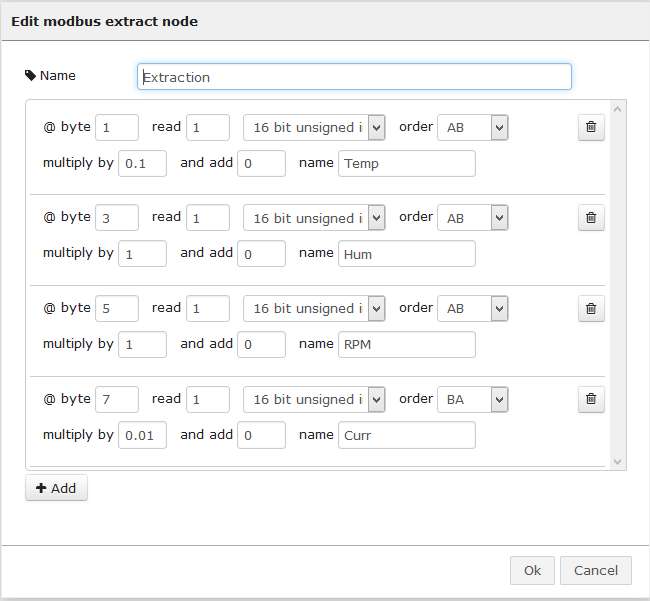 Edit modbus extract node
Name Extraction
@ byte 1 read 1 16 bit unsigned i order AB
multiply by 0.1 and add 0 name Temp
@ byte 3 read 1 16 bit unsigned i order AB
multiply by 1 and add 0 name Hum
@ byte 5 read 1 16 bit unsigned i order AB
multiply by 1 and add 0 name RPM
@ byte 7 read 1 16 bit unsigned i order BA
multiply by 0.01 and add 0 name Curr
Add
Ok Cancel